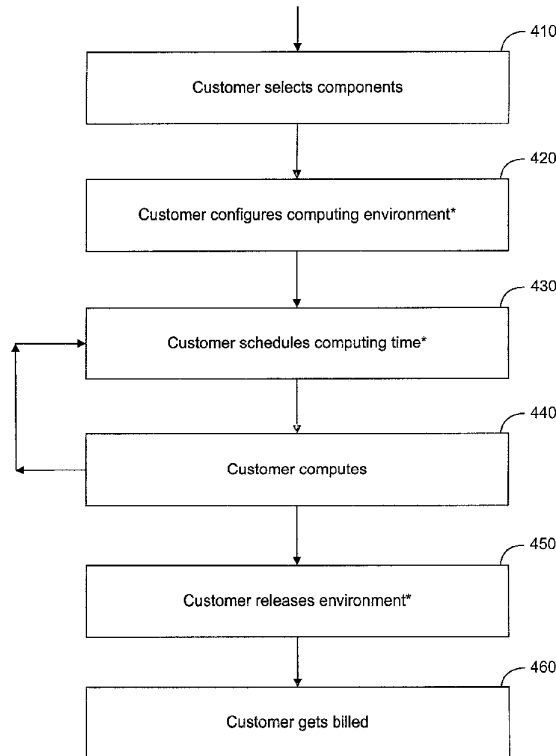 410
Customer selects components
420
Customer configures computing environment*
430
Customer schedules computing time*
440
Customer computes
450
Customer releases environment*
460
Customer gets billed